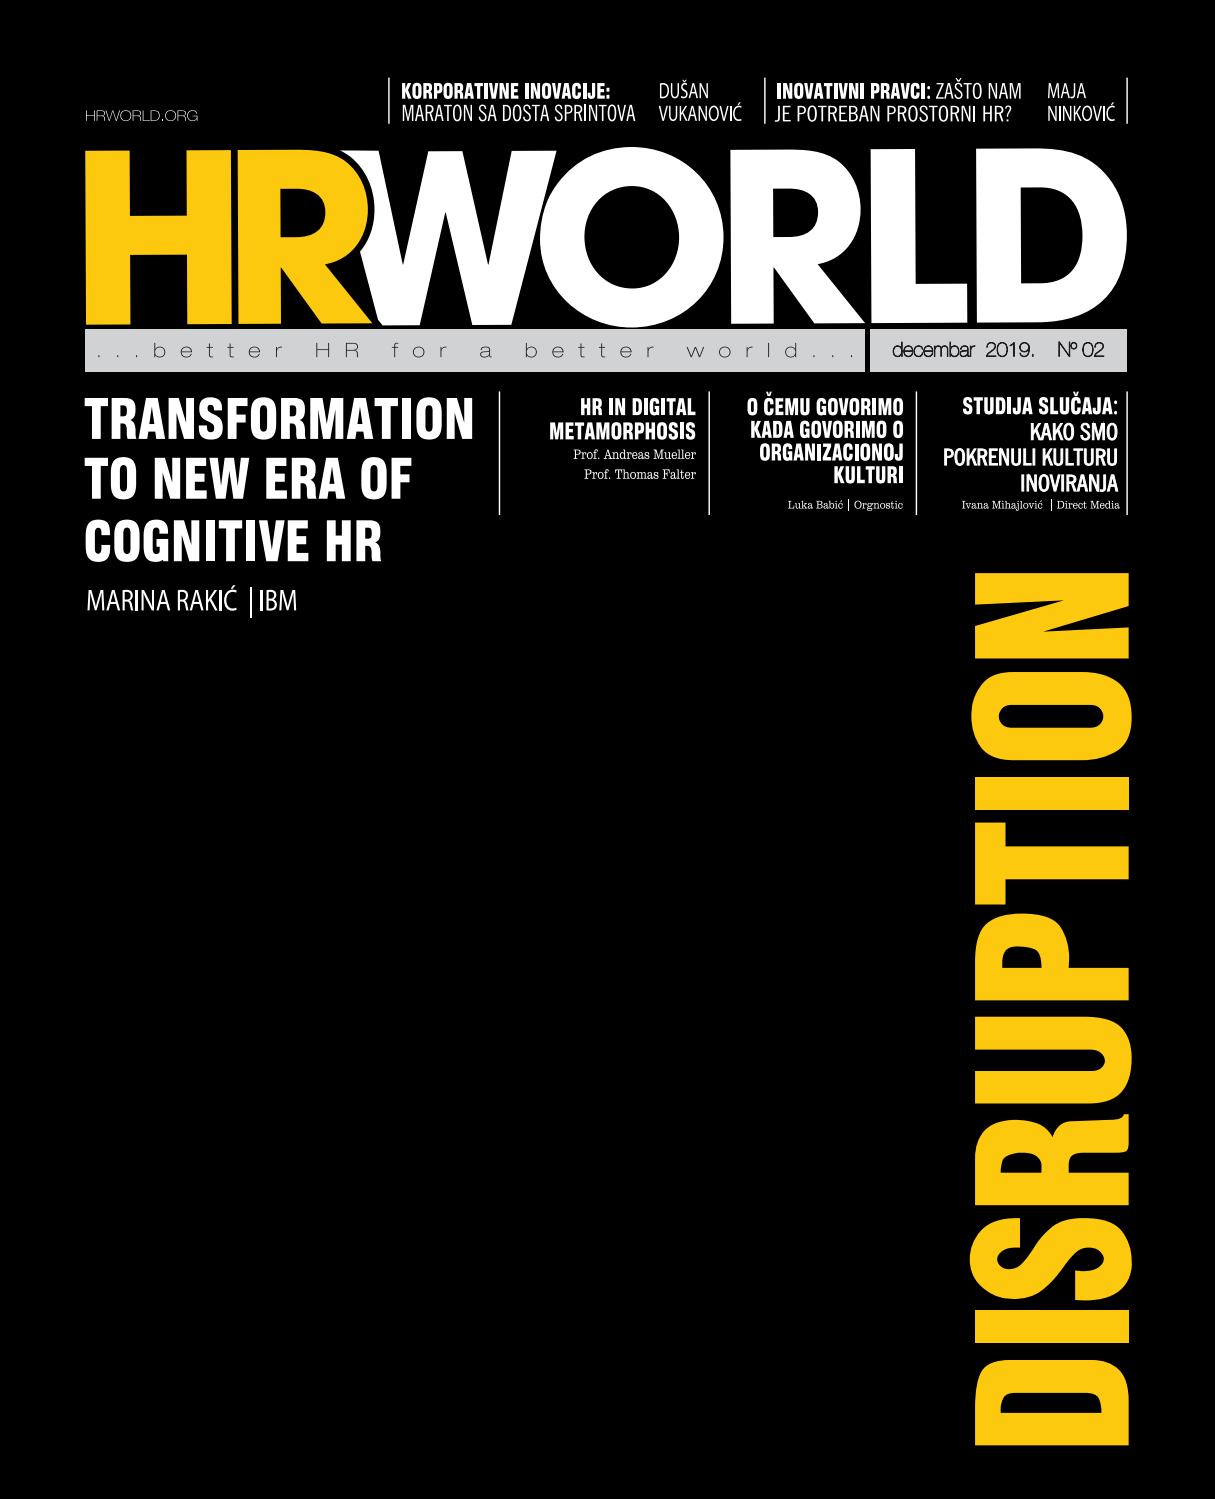 HRWORLD.ORG
KORPORATIVNE INOVACIJE:
MARATON SA DOSTA SPRINTOVA
DUŠAN
VUKANOVIĆ
INOVATIVNI PRAVCI: ZAŠTO NAM
JE POTREBAN PROSTORNI HR?
MAJA
NINKOVIĆ
HRWORLD
...better HR for a better world...
decembar 2019. Nº 02
TRANSFORMATION
TO NEW ERA OF
COGNITIVE HR
MARINA RAKIĆ | IBM
HR IN DIGITAL
METAMORPHOSIS
Prof. Andreas Mueller
Prof. Thomas Falter
O ČEMU GOVORIMO
KADA GOVORIMO O
ORGANIZACIONOJ
KULTURI
Luka Babić | Orgnostic
STUDIJA SLUČAJA:
KAKO SMO
POKRENULI KULTURU
INOVIRANJA
Ivana Mihajlović | Direct Media
DISRUPTION